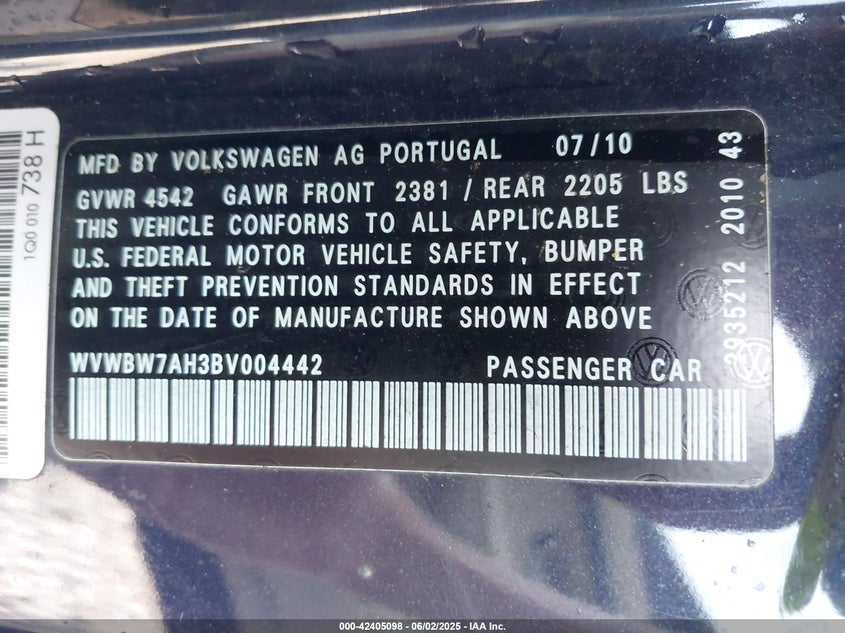 MFD BY VOLKSWAGEN AG PORTUGAL 07/10
GVWR 4542 GAWR FRONT 2381 / REAR 2205 LBS
THIS VEHICLE CONFORMS TO ALL APPLICABLE
U.S. FEDERAL MOTOR VEHICLE SAFETY, BUMPER
AND THEFT PREVENTION STANDARDS IN EFFECT
ON THE DATE OF MANUFACTURE SHOWN ABOVE
WVWBW7AH3BV004442 PASSENGER CAR
2935212 2010 43
1Q0 010 738 H
000-42405098 - 06/02/2025 - IAA Inc.